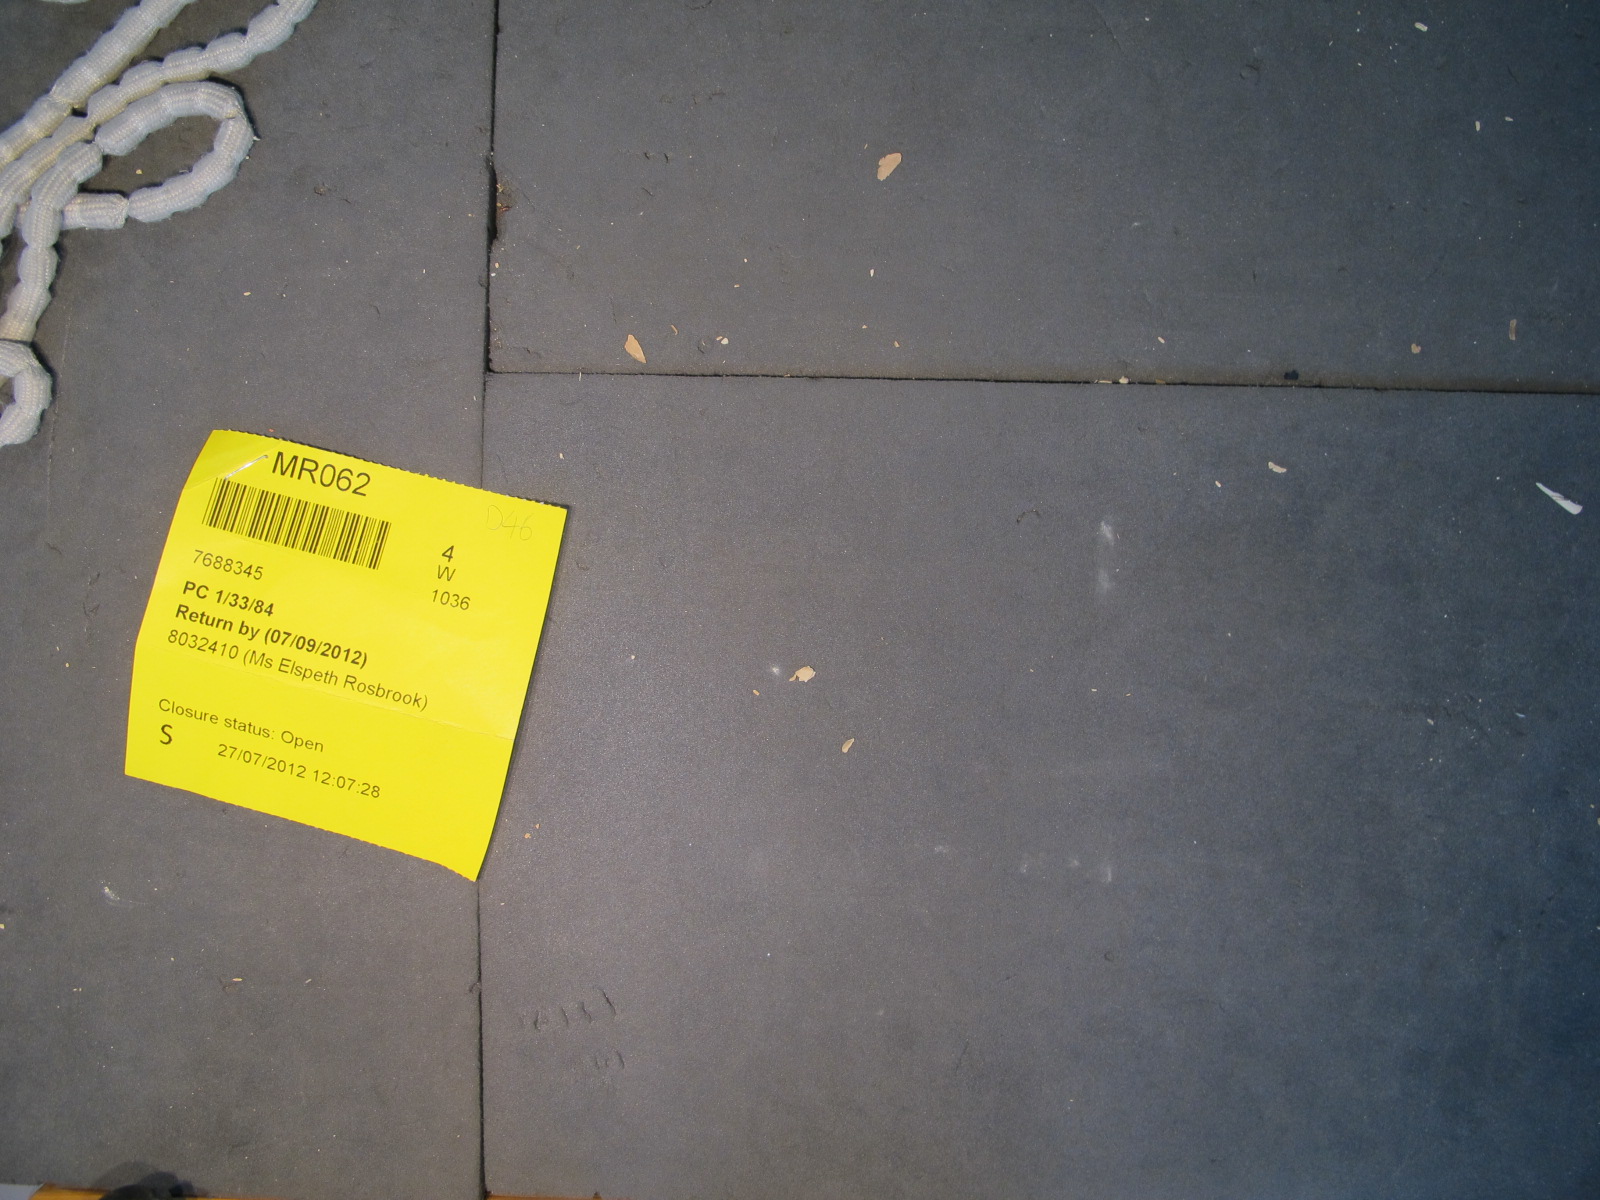 MR062
D46
7688345
4
W
1036
PC 1/33/84
Return by (07/09/2012)
8032410 (Ms Elspeth Rosbrook)
Closure status: Open
S
27/07/2012 12:07:28